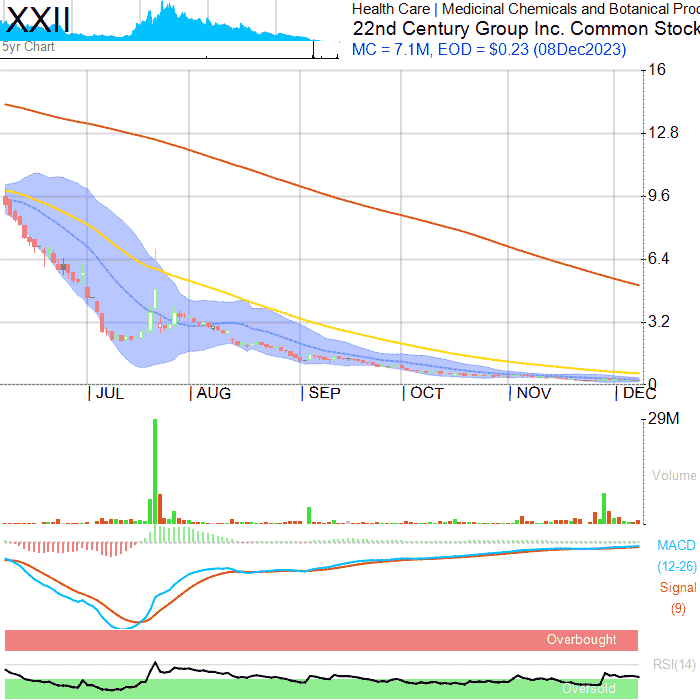 XXII
5yr Chart
Health Care | Medicinal Chemicals and Botanical Prod
22nd Century Group Inc. Common Stock
MC = 7.1M, EOD = $0.23 (08Dec2023)
16
12.8
9.6
6.4
3.2
0
JUL
AUG
SEP
OCT
NOV
DEC
29M
Volume
MACD
(12-26)
Signal
(9)
Overbought
RSI(14)
Oversold